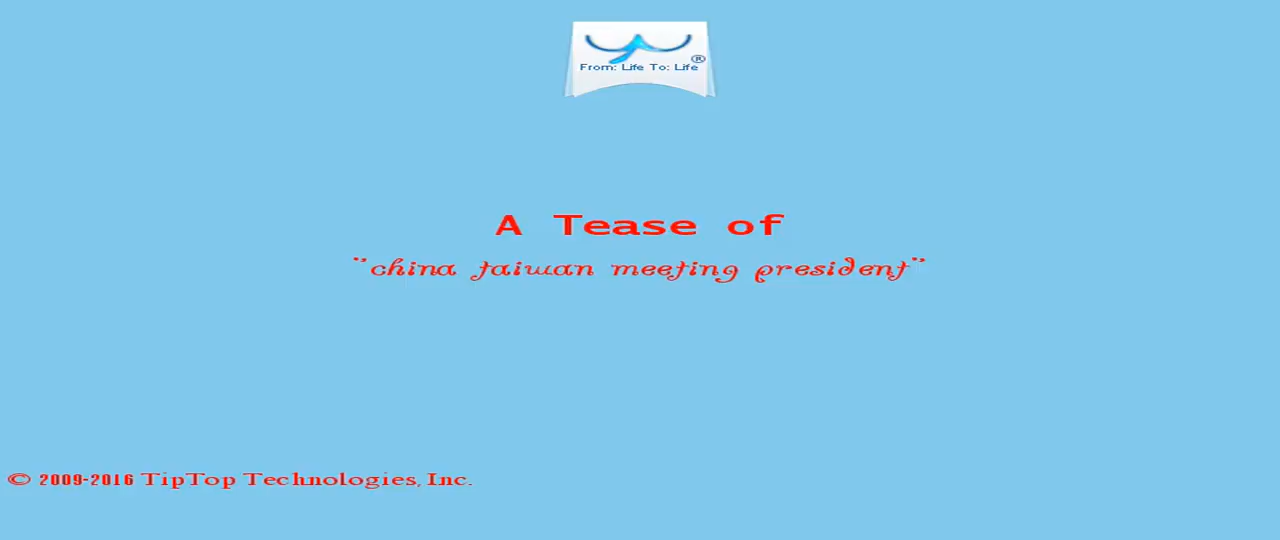 From: Life To: Life®
A Tease of
"china taiwan meeting president"
© 2009-2016 TipTop Technologies, Inc.